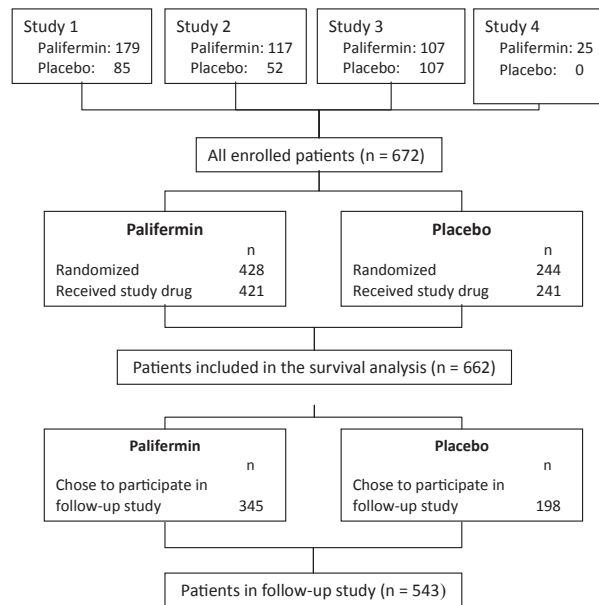 Study 1
Palifermin: 179
Placebo: 85
Study 2
Palifermin: 117
Placebo: 52
Study 3
Palifermin: 107
Placebo: 107
Study 4
Palifermin: 25
Placebo: 0
All enrolled patients (n = 672)
Palifermin
n
Randomized 428
Received study drug 421
Placebo
n
Randomized 244
Received study drug 241
Patients included in the survival analysis (n = 662)
Palifermin
n
Chose to participate in
follow-up study 345
Placebo
n
Chose to participate in
follow-up study 198
Patients in follow-up study (n = 543)